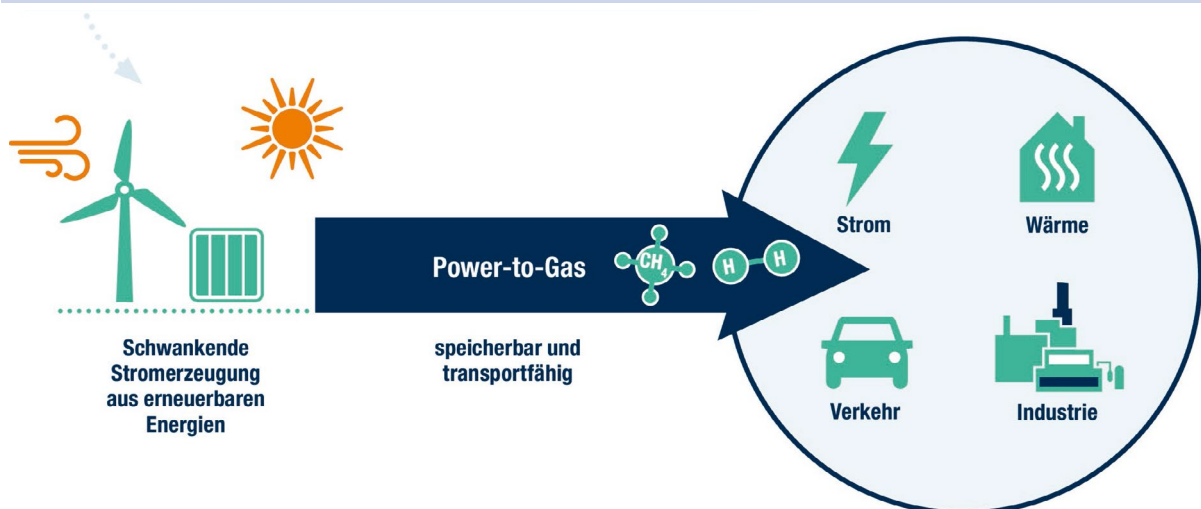 Schwankende
Stromerzeugung
aus erneuerbaren
Energien
Power-to-Gas
CH4
H H
speicherbar und
transportfähig
Strom
Wärme
Verkehr
Industrie